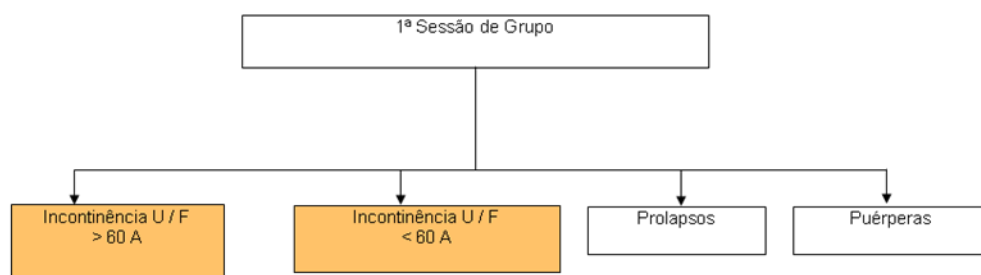 1ª Sessão de Grupo
Incontinência U / F
> 60 A
Incontinência U / F
< 60 A
Prolapsos
Puérperas